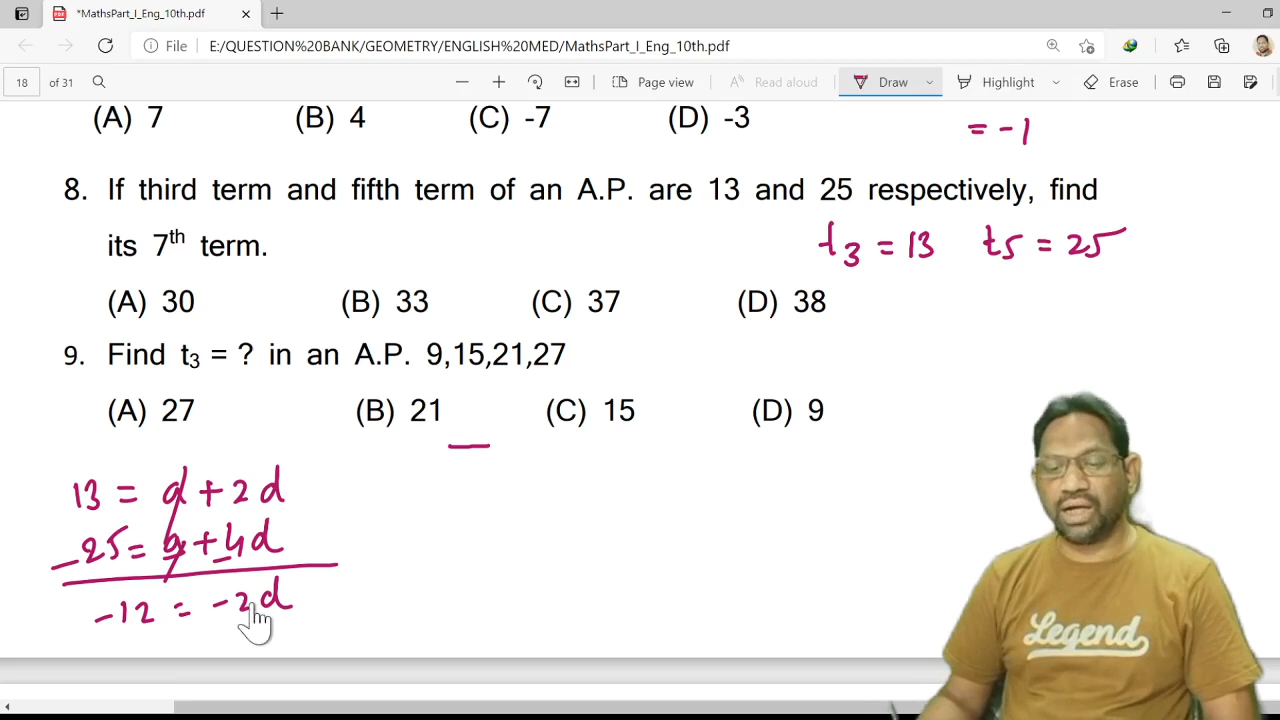 *MathsPart_I_Eng_10th.pdf
File E:/QUESTION%20BANK/GEOMETRY/ENGLISH%20MED/MathsPart_I_Eng_10th.pdf
18 of 31 Page view Read aloud Draw Highlight Erase
(A) 7 (B) 4 (C) -7 (D) -3
= -1
8. If third term and fifth term of an A.P. are 13 and 25 respectively, find
its 7th term.
t3 = 13 t5 = 25
(A) 30 (B) 33 (C) 37 (D) 38
9. Find t3 = ? in an A.P. 9,15,21,27
(A) 27 (B) 21 (C) 15 (D) 9
13 = a + 2d
- 25 = a + 4d
-12 = -2d
Legend